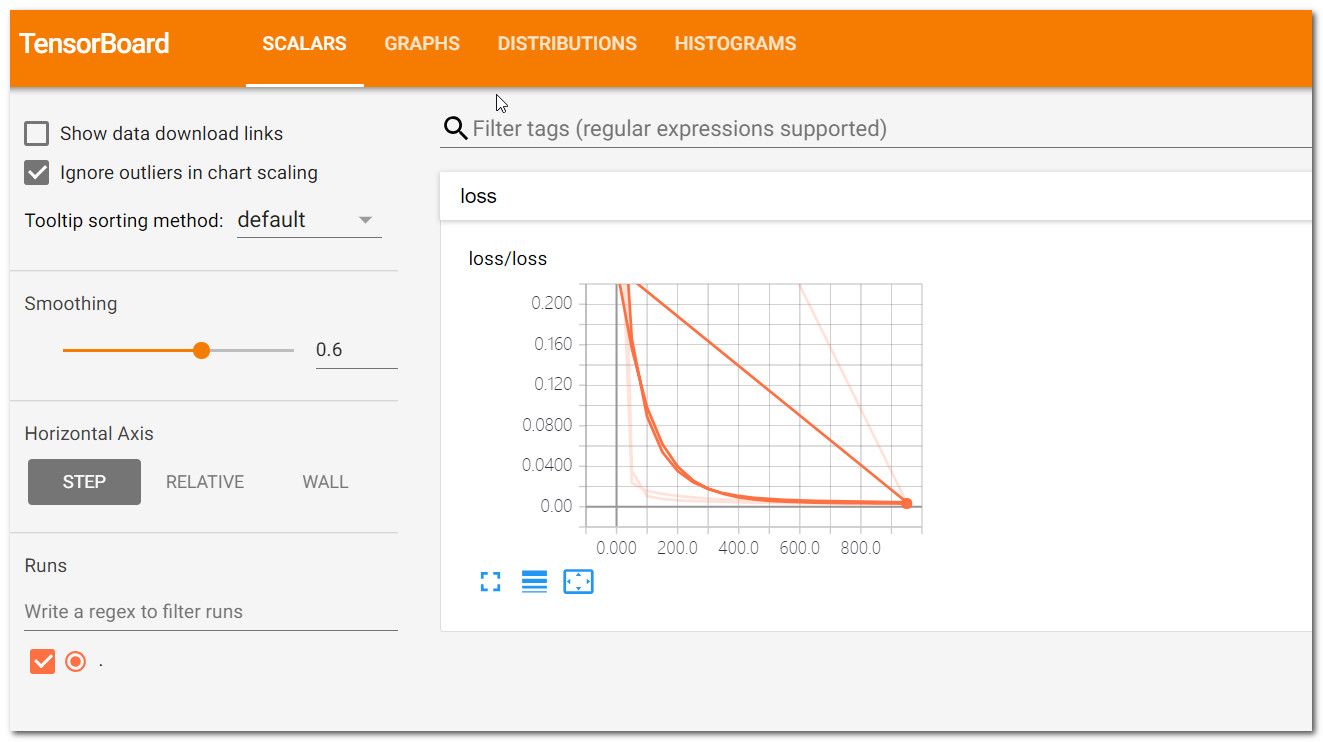 TensorBoard SCALARS GRAPHS DISTRIBUTIONS HISTOGRAMS
Show data download links
Ignore outliers in chart scaling
Tooltip sorting method: default
Smoothing
0.6
Horizontal Axis
STEP RELATIVE WALL
Runs
Write a regex to filter runs
.
Filter tags (regular expressions supported)
loss
loss/loss
0.200
0.160
0.120
0.0800
0.0400
0.00
0.000 200.0 400.0 600.0 800.0